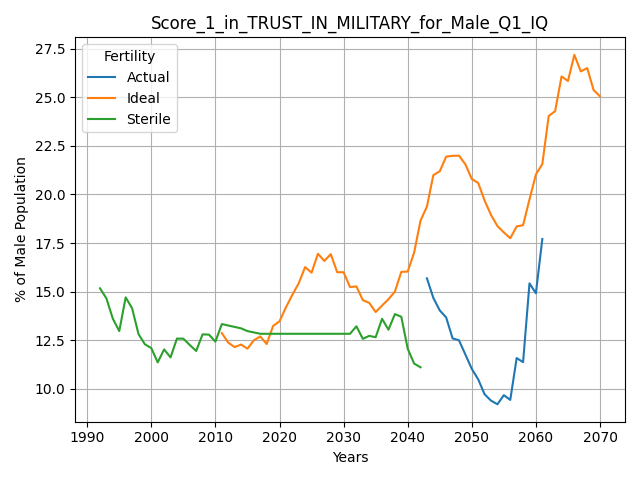 Score_1_in_TRUST_IN_MILITARY_for_Male_Q1_IQ
Fertility
Actual
Ideal
Sterile
% of Male Population
27.5
25.0
22.5
20.0
17.5
15.0
12.5
10.0
1990 2000 2010 2020 2030 2040 2050 2060 2070
Years